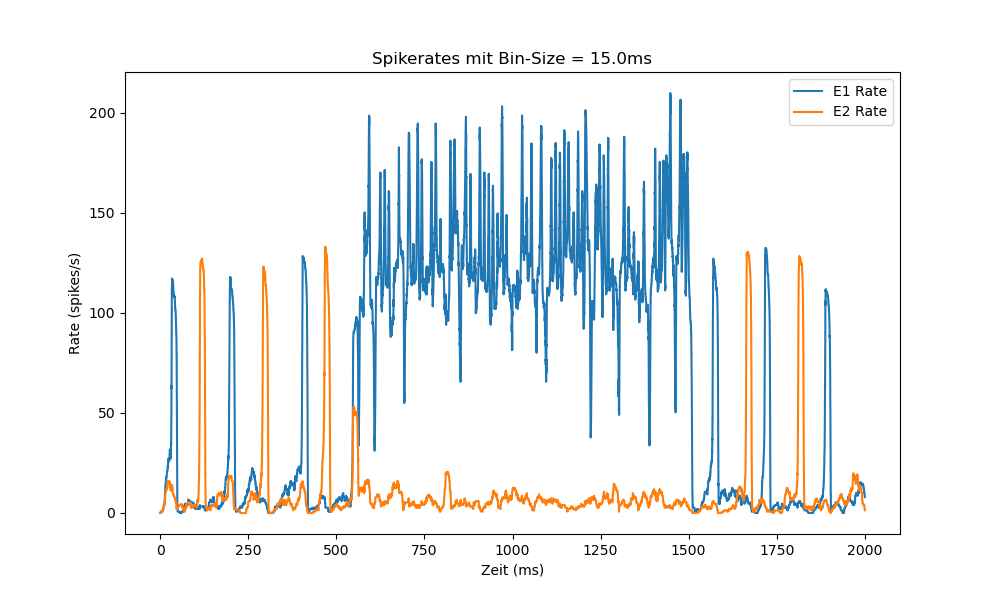 Spikerates mit Bin-Size = 15.0ms
E1 Rate
E2 Rate
Rate (spikes/s)
200
150
100
50
0
0 250 500 750 1000 1250 1500 1750 2000
Zeit (ms)